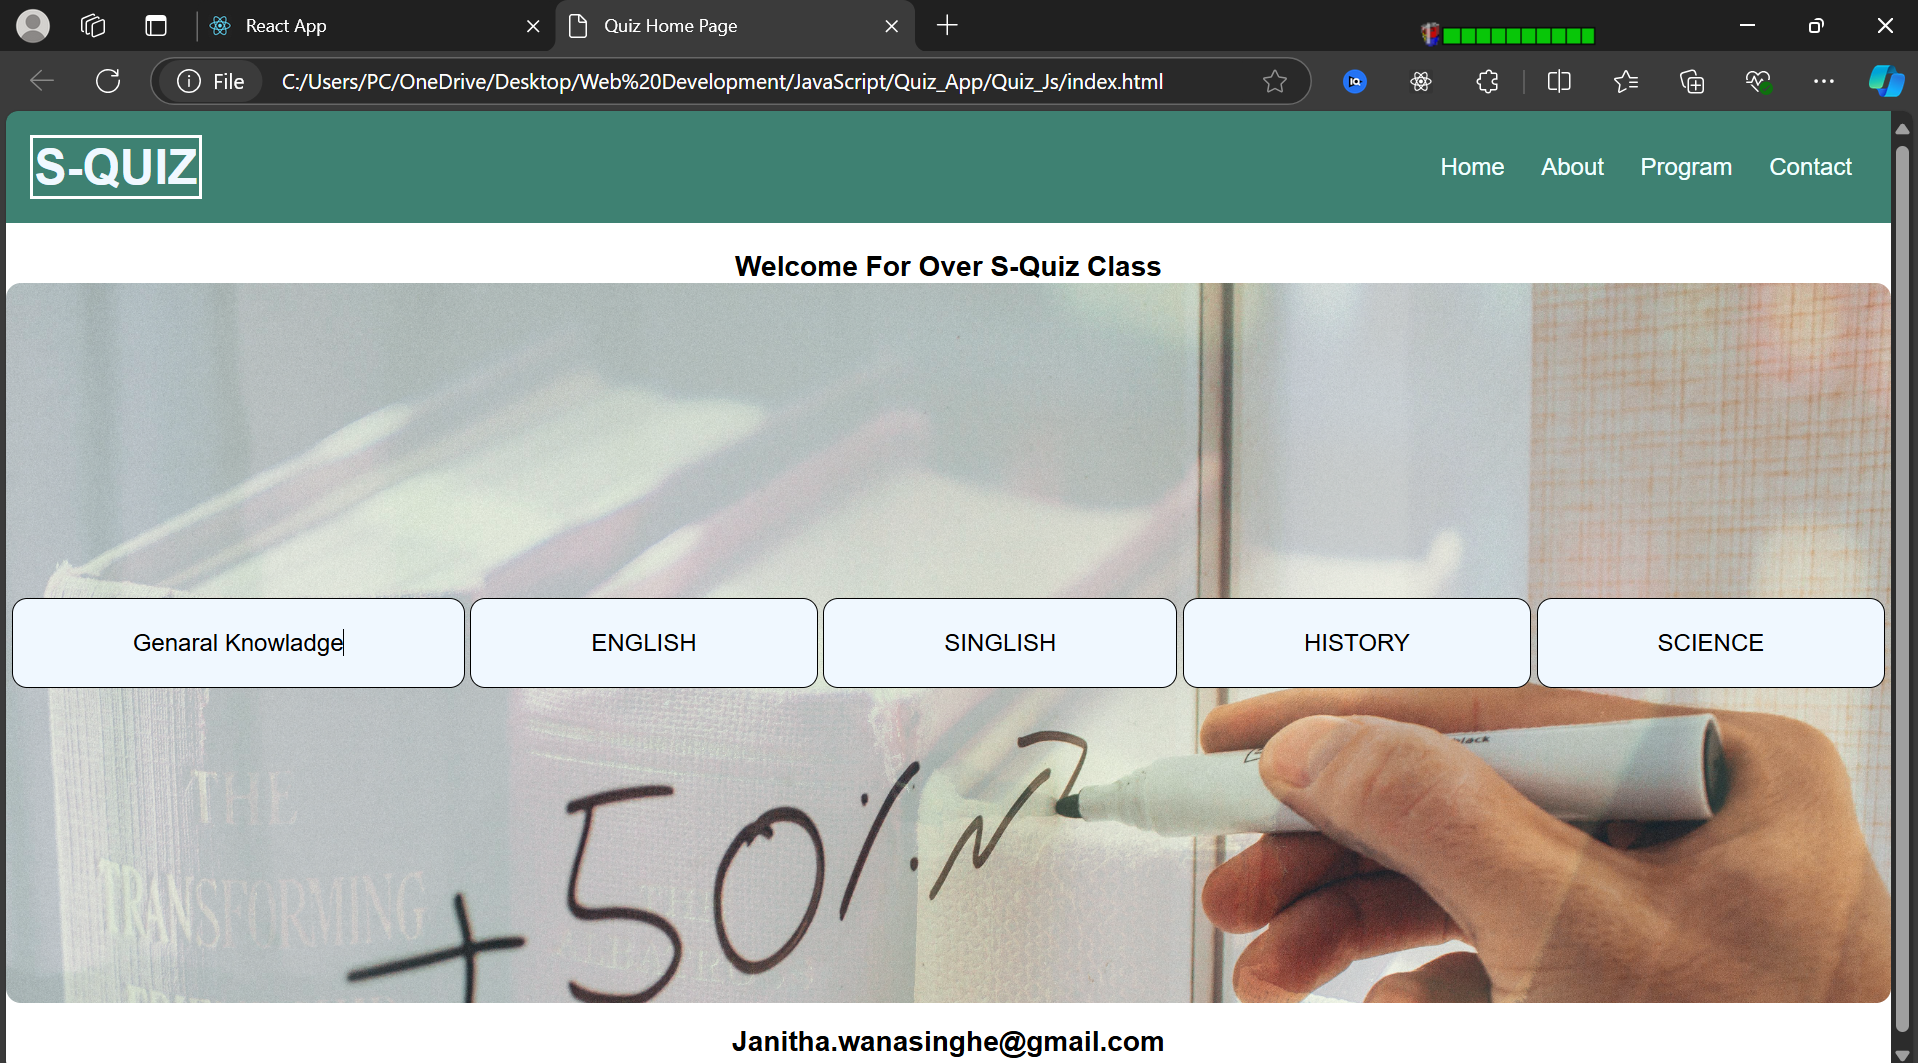 React App
Quiz Home Page
File
C:/Users/PC/OneDrive/Desktop/Web%20Development/JavaScript/Quiz_App/Quiz_Js/index.html
S-QUIZ
Home About Program Contact
Welcome For Over S-Quiz Class
Genaral Knowladge ENGLISH SINGLISH HISTORY SCIENCE
black
THE
TRANSFORMING
+50%
Janitha.wanasinghe@gmail.com